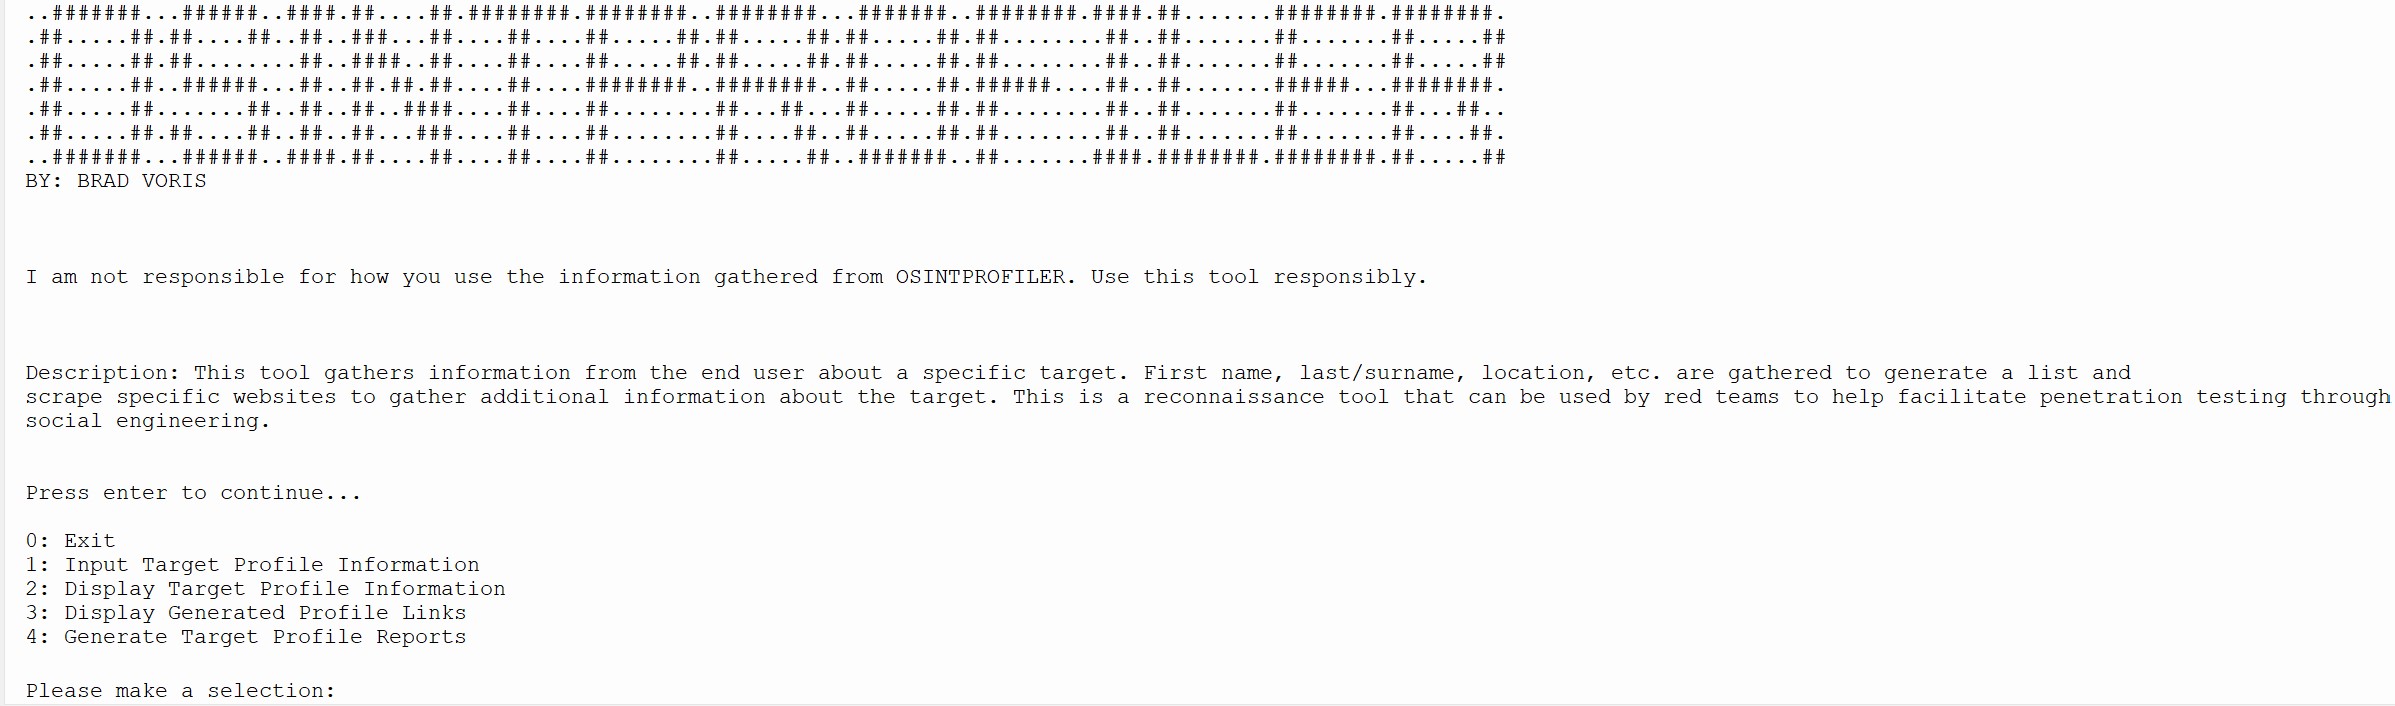 ..#######...######..####.##....##.########.########..########...#######..########.####.##.......########.########.
.##.....##.##....##..##..###...##....##....##.....##.##.....##.##.....##.##........##..##.......##.......##.....##
.##.....##.##........##..####..##....##....##.....##.##.....##.##.....##.##........##..##.......##.......##.....##
.##.....##..######...##..##.##.##....##....########..########..##.....##.######....##..##.......######...########.
.##.....##.......##..##..##..####....##....##........##...##...##.....##.##........##..##.......##.......##...##..
.##.....##.##....##..##..##...###....##....##........##....##..##.....##.##........##..##.......##.......##....##.
..#######...######..####.##....##....##....##........##.....##..#######..##.......####.########.########.##.....##
BY: BRAD VORIS
I am not responsible for how you use the information gathered from OSINTPROFILER. Use this tool responsibly.
Description: This tool gathers information from the end user about a specific target. First name, last/surname, location, etc. are gathered to generate a list and
scrape specific websites to gather additional information about the target. This is a reconnaissance tool that can be used by red teams to help facilitate penetration testing through
social engineering.
Press enter to continue...
0: Exit
1: Input Target Profile Information
2: Display Target Profile Information
3: Display Generated Profile Links
4: Generate Target Profile Reports
Please make a selection: